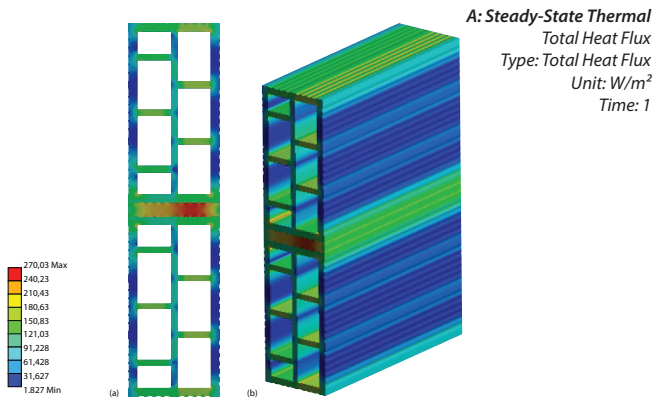 A: Steady-State Thermal
Total Heat Flux
Type: Total Heat Flux
Unit: W/m²
Time: 1
270,03 Max
240,23
210,43
180,63
150,83
121,03
91,228
61,428
31,627
1.827 Min
(a)
(b)